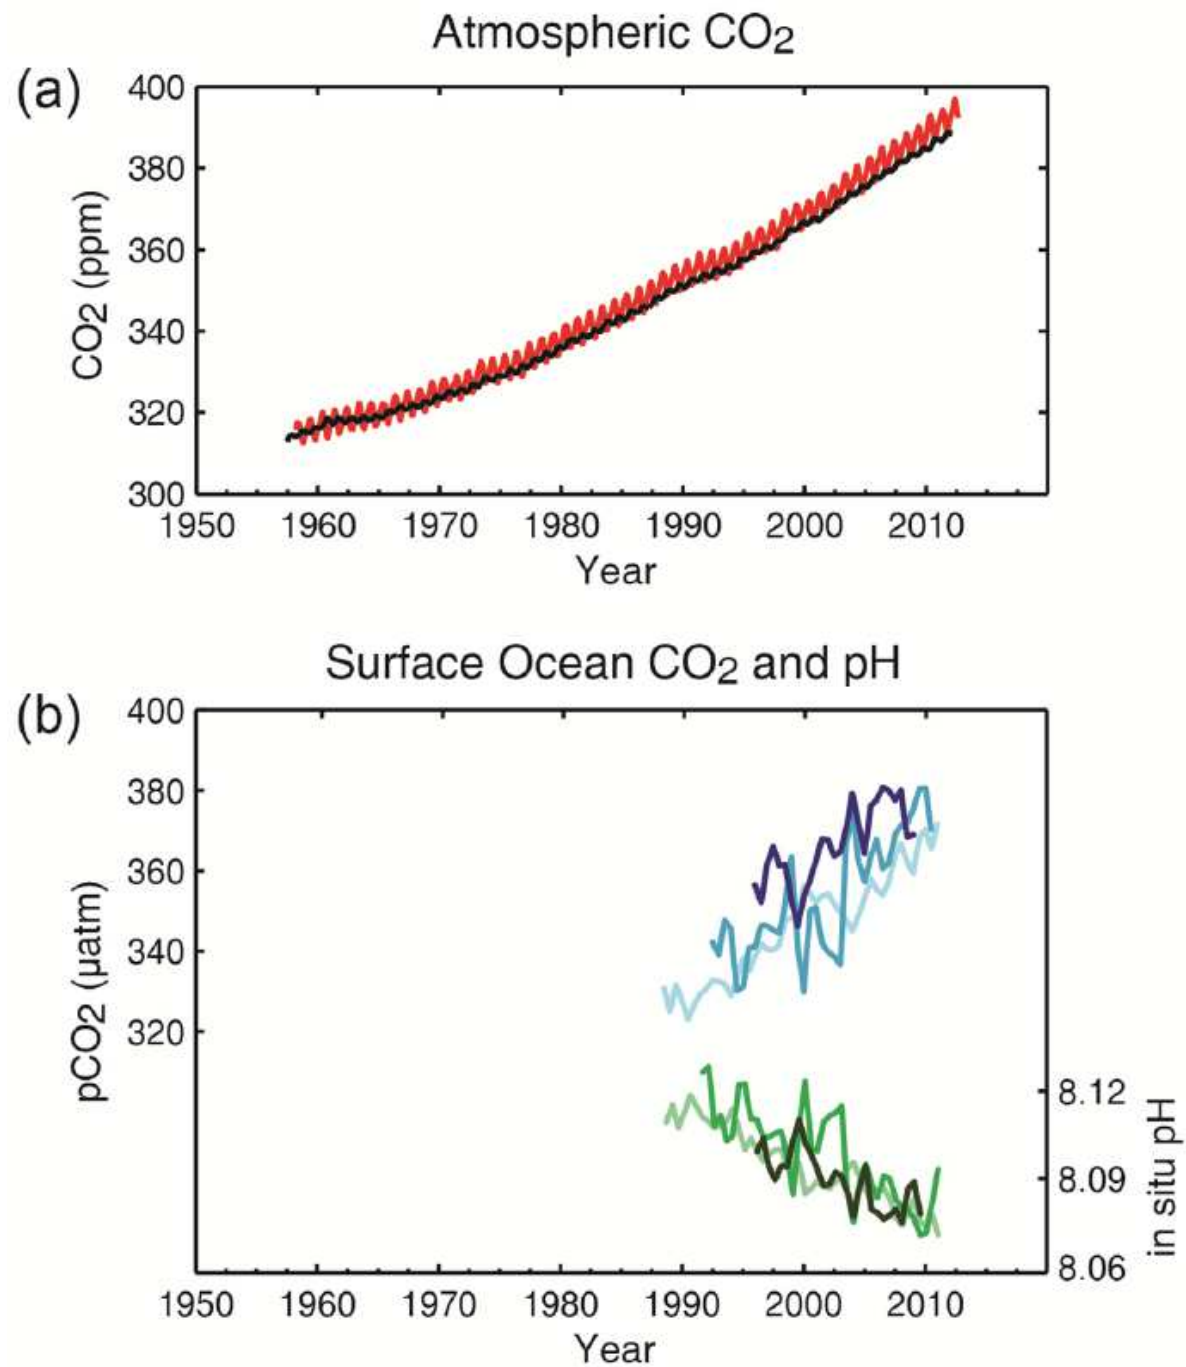 Atmospheric CO2
(a)
400
380
360
340
320
300
CO2 (ppm)
1950 1960 1970 1980 1990 2000 2010
Year
Surface Ocean CO2 and pH
(b)
400
380
360
340
320
pCO2 (µatm)
8.12
8.09
8.06
in situ pH
1950 1960 1970 1980 1990 2000 2010
Year